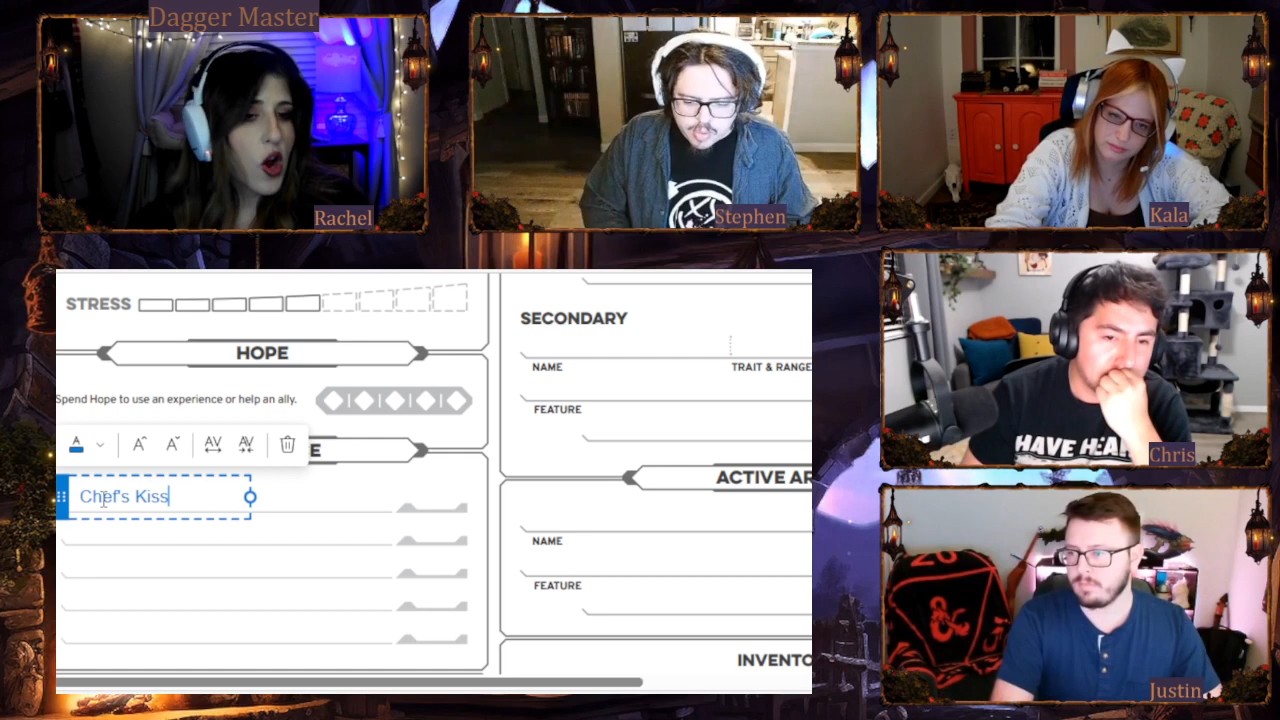 Dagger Master
Rachel
Stephen
Kala
STRESS
HOPE
Spend Hope to use an experience or help an ally.
E
Chef's Kiss
SECONDARY
NAME
TRAIT & RANGE
FEATURE
ACTIVE AR
NAME
FEATURE
INVENTO
HAVE HEA
Chris
20
&
Justin